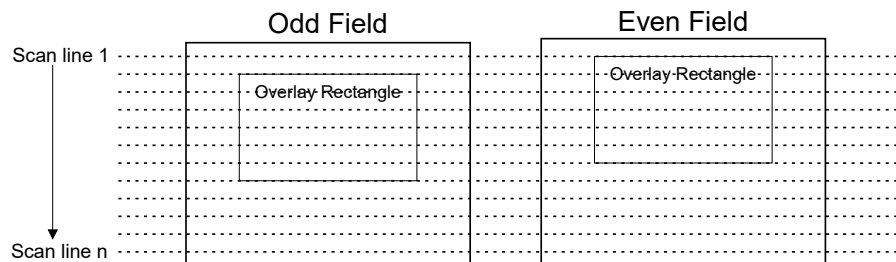 Odd Field
Even Field
Scan line 1
Overlay Rectangle
Overlay Rectangle
Scan line n